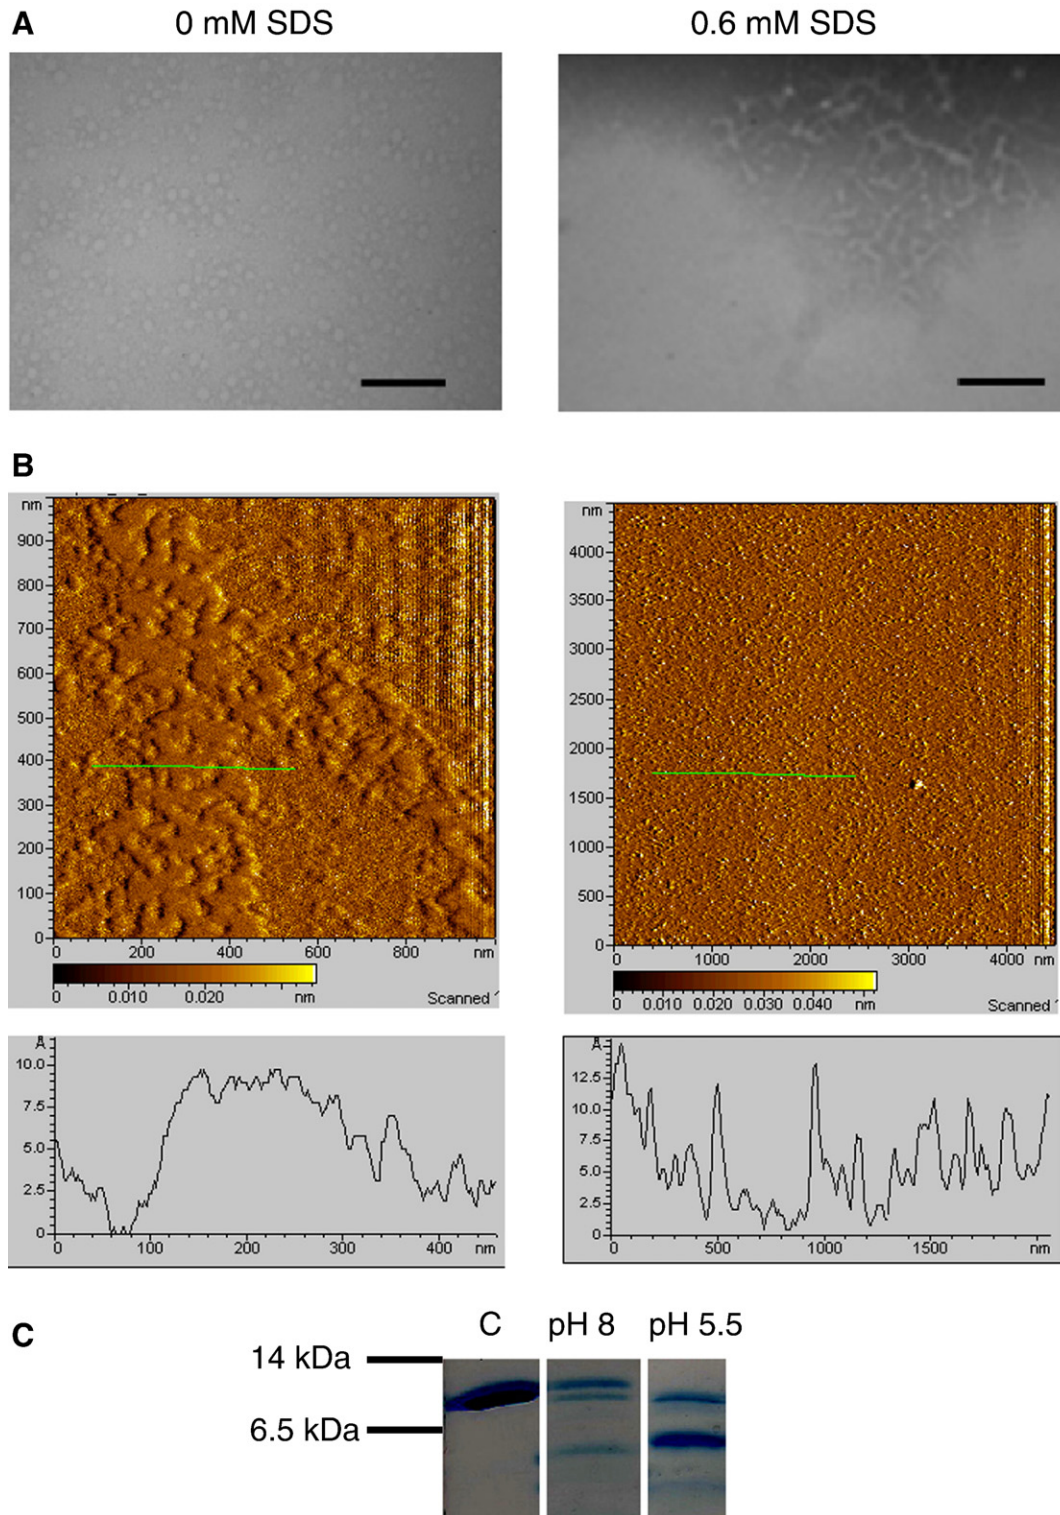 A
0 mM SDS
0.6 mM SDS
B
nm
900
800
700
600
500
400
300
200
100
0
0 200 400 600 800 nm
0 0.010 0.020 nm
Scanned
nm
4000
3500
3000
2500
2000
1500
1000
500
0
0 1000 2000 3000 4000 nm
0 0.010 0.020 0.030 0.040 nm
Scanned
Å
10.0
7.5
5.0
2.5
0
0 100 200 300 400 nm
Å
12.5
10.0
7.5
5.0
2.5
0
0 500 1000 1500 nm
C
C pH 8 pH 5.5
14 kDa
6.5 kDa